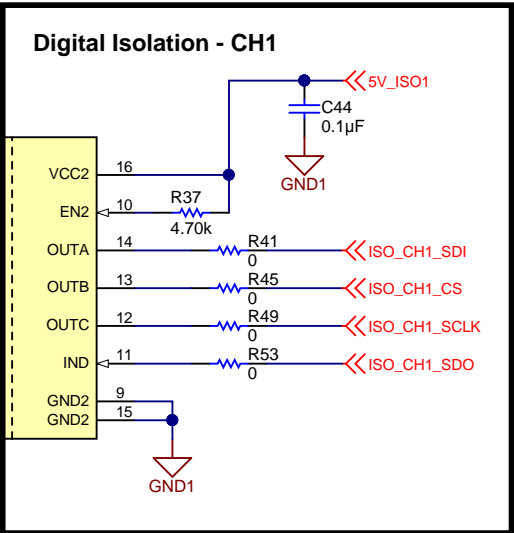 Digital Isolation - CH1
5V_ISO1
C44
0.1µF
GND1
VCC2 16
R37
EN2 10
4.70k
OUTA 14 R41 ISO_CH1_SDI
0
OUTB 13 R45 ISO_CH1_CS
0
OUTC 12 R49 ISO_CH1_SCLK
0
IND 11 R53 ISO_CH1_SDO
0
GND2 9
GND2 15
GND1